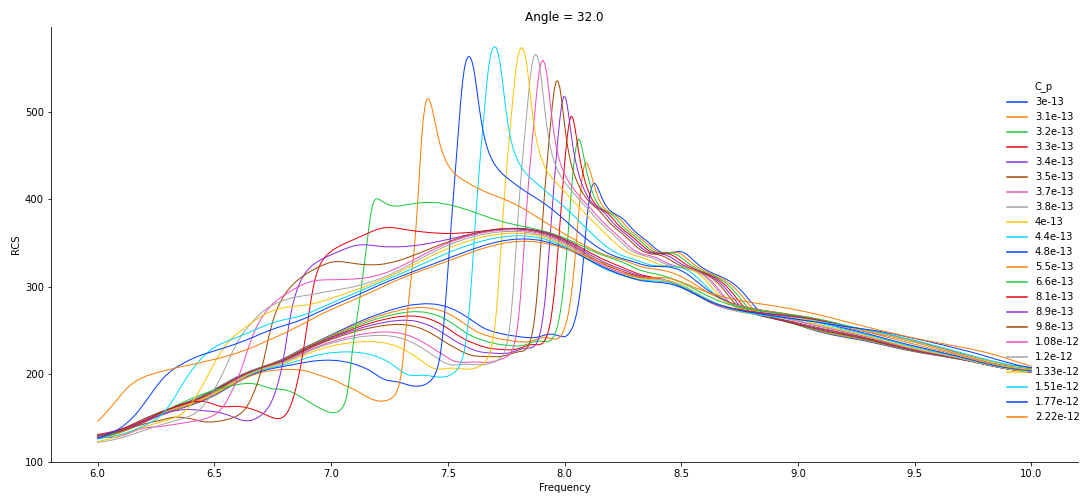 Angle = 32.0
RCS
500
400
300
200
100
6.0
6.5
7.0
7.5
8.0
8.5
9.0
9.5
10.0
Frequency
C_p
3e-13
3.1e-13
3.2e-13
3.3e-13
3.4e-13
3.5e-13
3.7e-13
3.8e-13
4e-13
4.4e-13
4.8e-13
5.5e-13
6.6e-13
8.1e-13
8.9e-13
9.8e-13
1.08e-12
1.2e-12
1.33e-12
1.51e-12
1.77e-12
2.22e-12